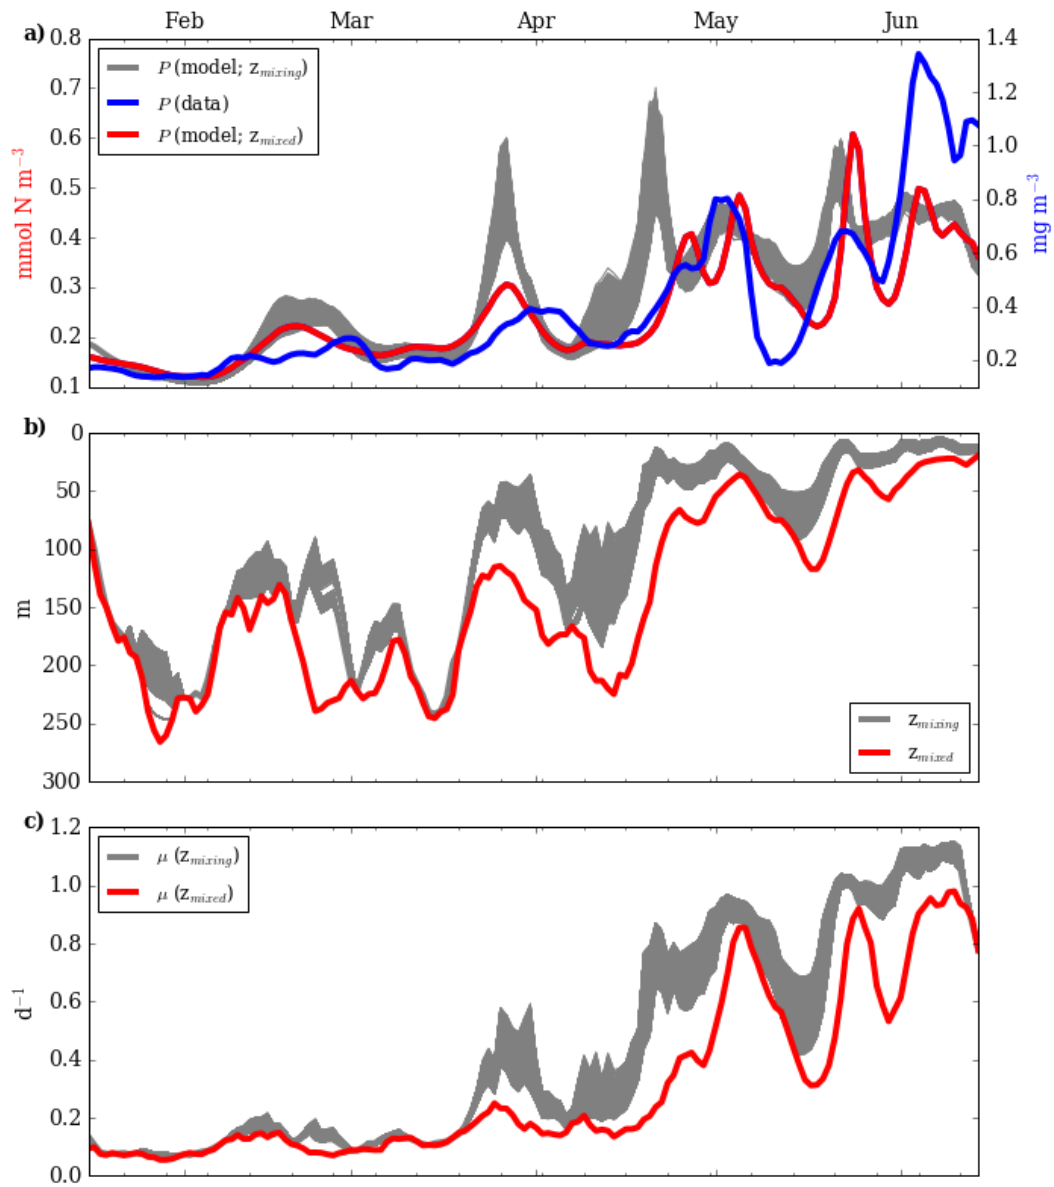 Feb Mar Apr May Jun
a)
0.8 1.4
0.7 1.2
0.6 1.0
0.5 0.8
0.4 0.6
0.3 0.4
0.2 0.2
0.1
mmol N m⁻³
mg m⁻³
P (model; z_mixing)
P (data)
P (model; z_mixed)
b)
0
50
100
150
200
250
300
m
z_mixing
z_mixed
c)
1.2
1.0
0.8
0.6
0.4
0.2
0.0
d⁻¹
μ (z_mixing)
μ (z_mixed)